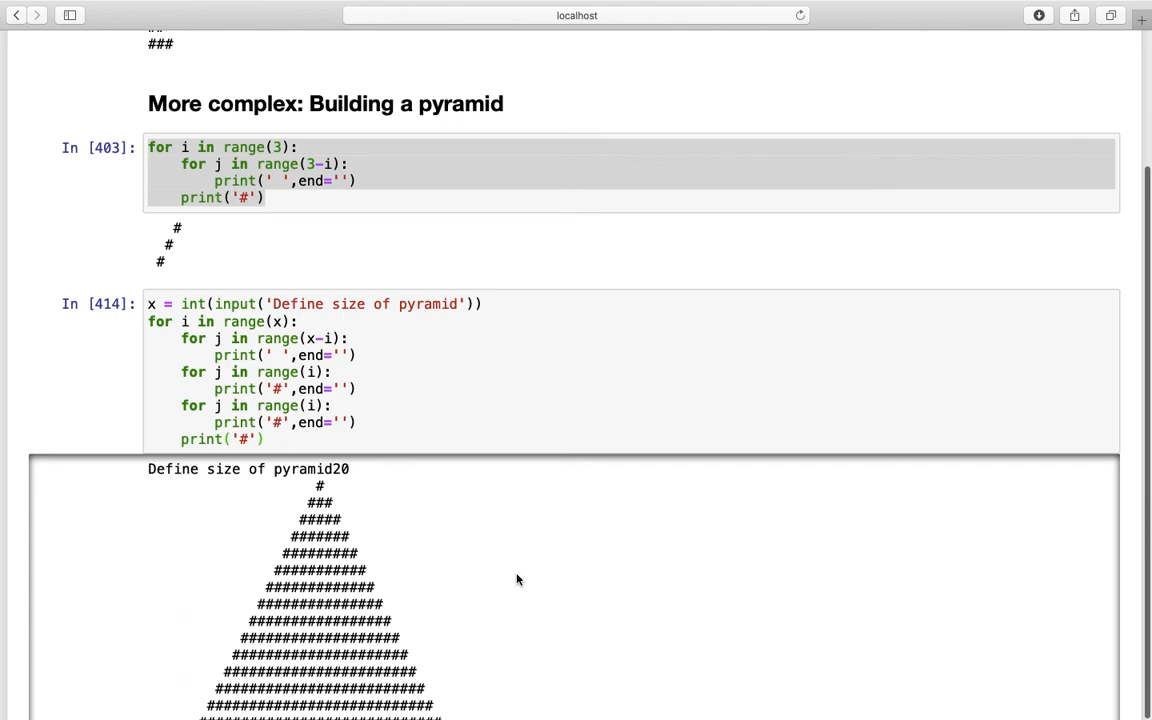 localhost
###
More complex: Building a pyramid
In [403]:
for i in range(3):
    for j in range(3-i):
        print(' ',end='')
    print('#')
   #
  #
 #
In [414]:
x = int(input('Define size of pyramid'))
for i in range(x):
    for j in range(x-i):
        print(' ',end='')
    for j in range(i):
        print('#',end='')
    for j in range(i):
        print('#',end='')
    print('#')
Define size of pyramid20
                    #
                   ###
                  #####
                 #######
                #########
               ###########
              #############
             ###############
            #################
           ###################
          #####################
         #######################
        #########################
       ###########################